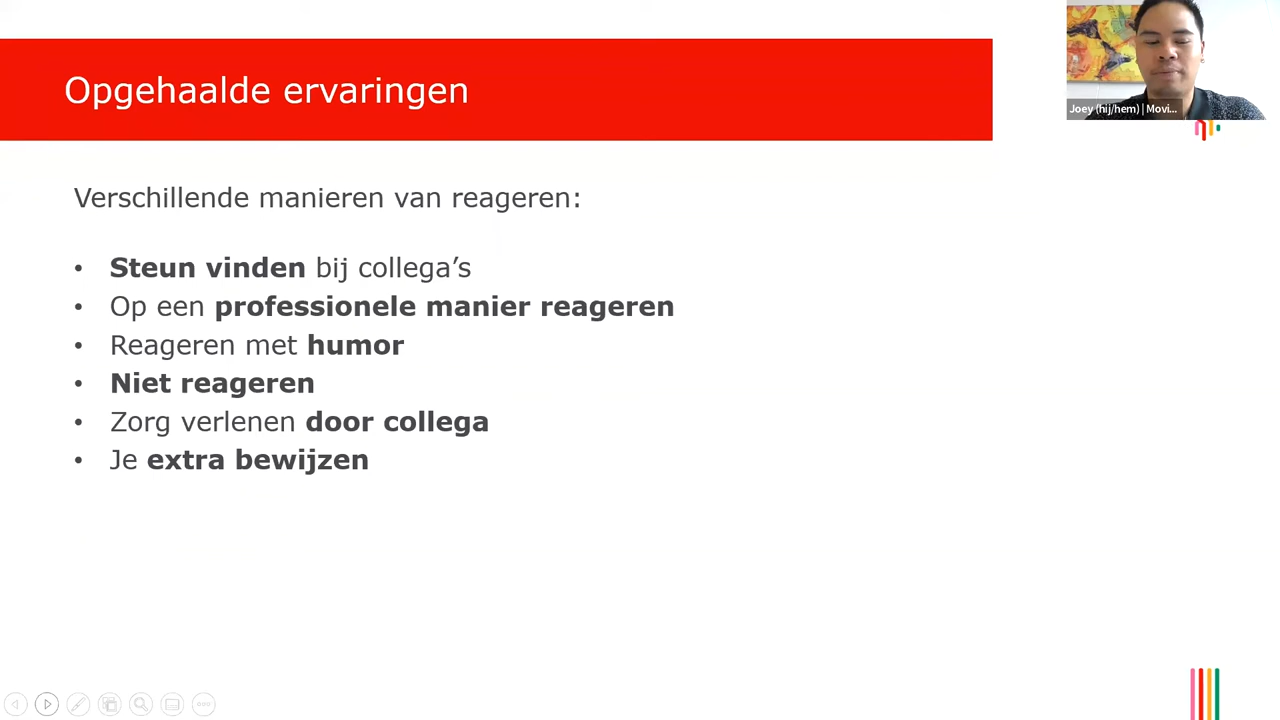 Opgehaalde ervaringen
Joey (hij/hem) | Movi...
Verschillende manieren van reageren:
• Steun vinden bij collega’s
• Op een professionele manier reageren
• Reageren met humor
• Niet reageren
• Zorg verlenen door collega
• Je extra bewijzen